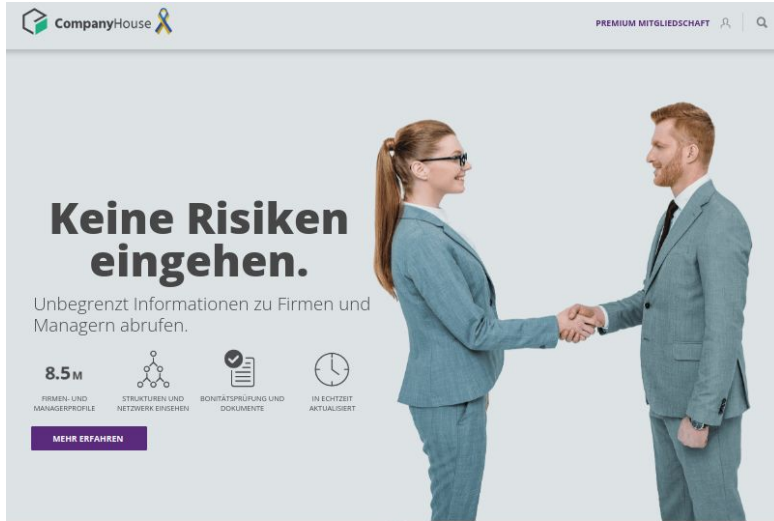 CompanyHouse
PREMIUM MITGLIEDSCHAFT
Keine Risiken
eingehen.
Unbegrenzt Informationen zu Firmen und
Managern abrufen.
8.5 M
FIRMEN- UND
MANAGERPROFILE
STRUKTUREN UND
NETZWERK EINSEHEN
BONITÄTSPRÜFUNG UND
DOKUMENTE
IN ECHTZEIT
AKTUALISIERT
MEHR ERFAHREN